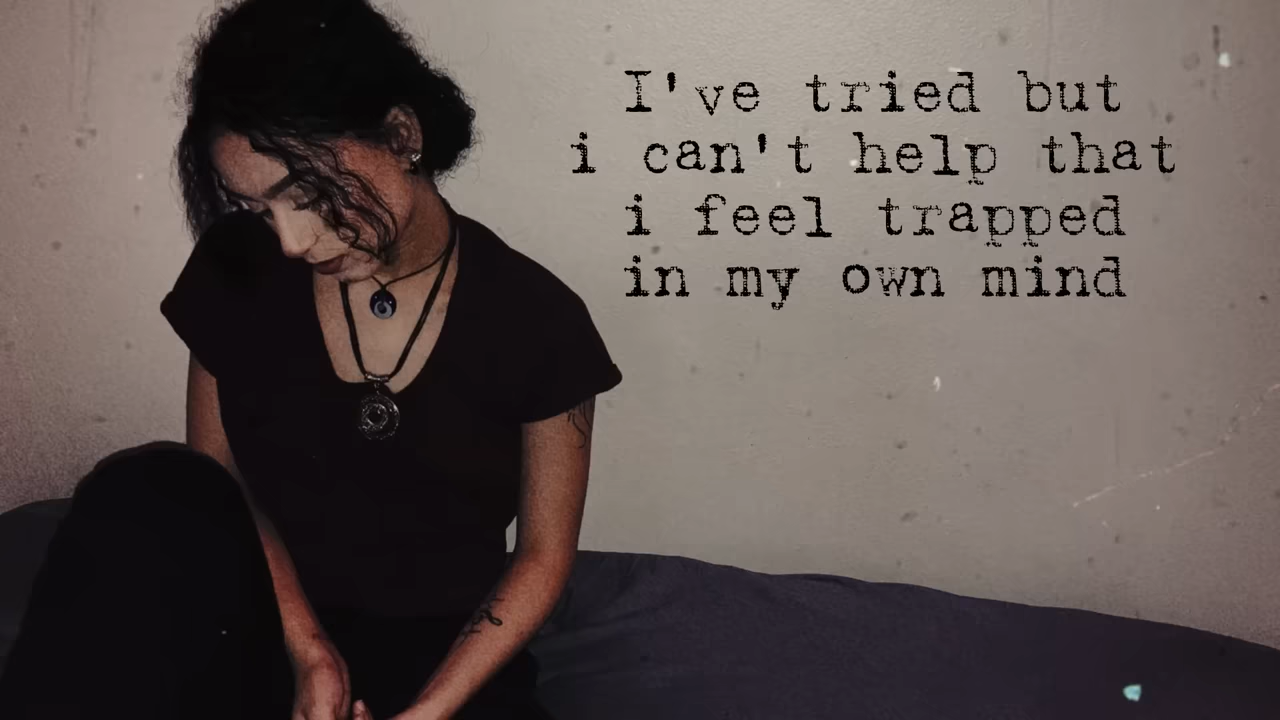 I've tried but
i can't help that
i feel trapped
in my own mind